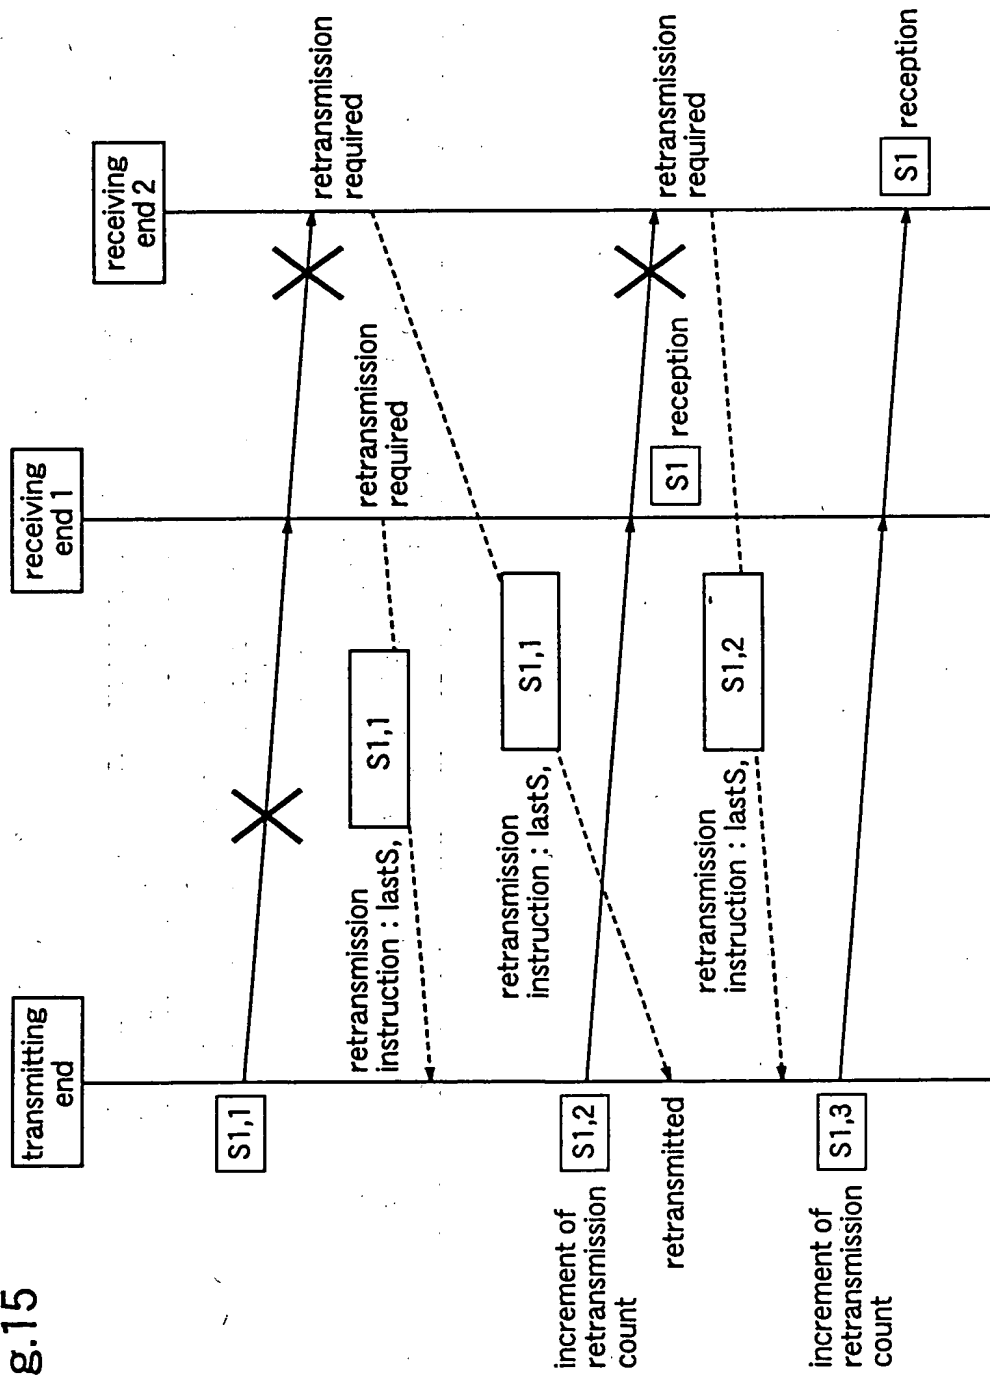 g.15
transmitting
end
receiving
end 1
receiving
end 2
S1,1
retransmission
required
retransmission
required
retransmission
instruction : lastS,
S1,1
retransmission
instruction : lastS,
S1,1
increment of
retransmission
count
S1,2
S1 reception
retransmission
required
retransmitted
retransmission
instruction : lastS,
S1,2
increment of
retransmission
count
S1,3
S1 reception